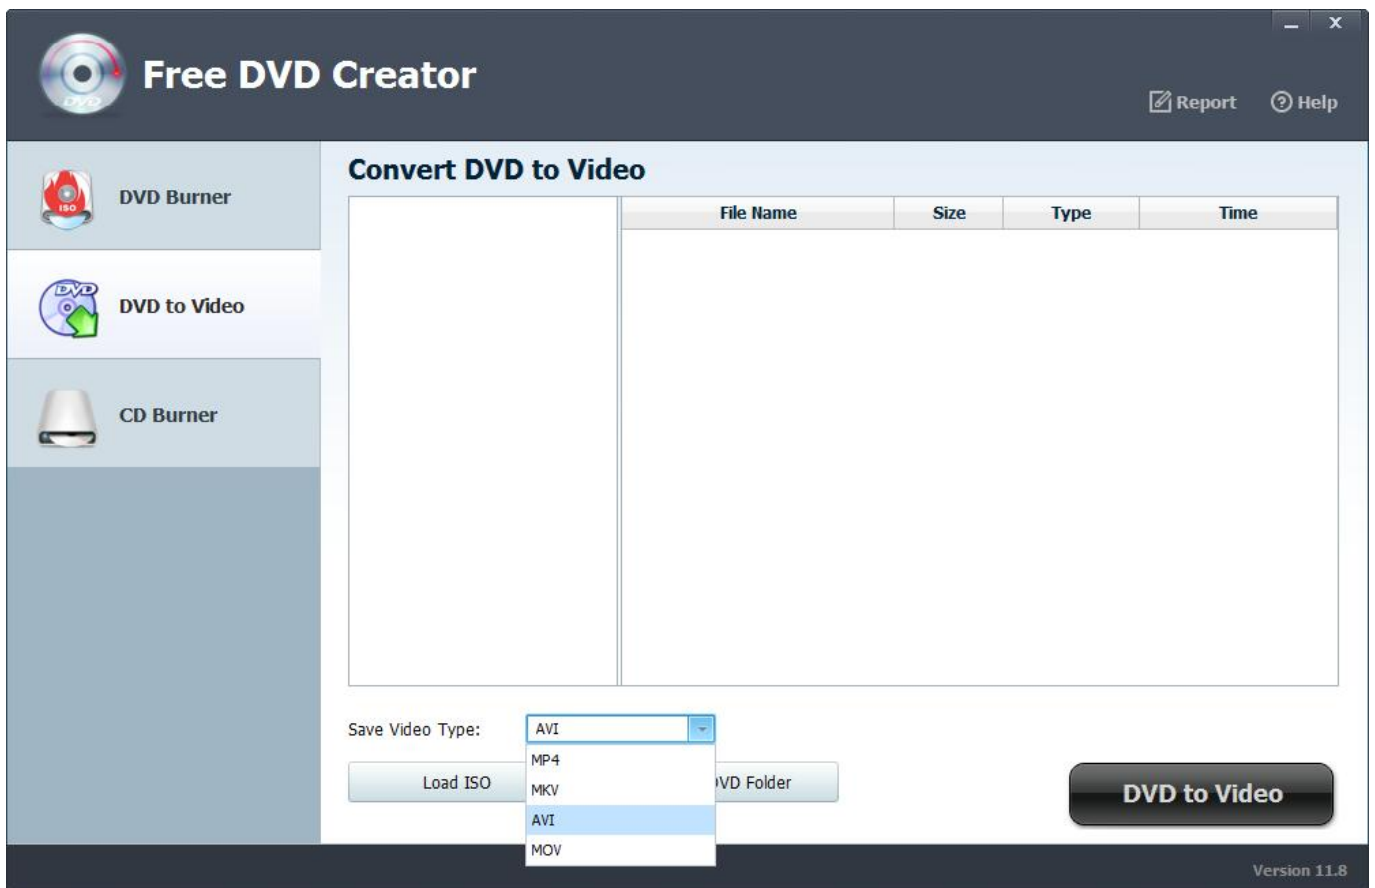 Free DVD Creator
Report
Help
DVD Burner
ISO
DVD to Video
DVD
CD Burner
Convert DVD to Video
File Name Size Type Time
Save Video Type: AVI
MP4
MKV
AVI
MOV
Load ISO
Folder
DVD to Video
Version 11.8